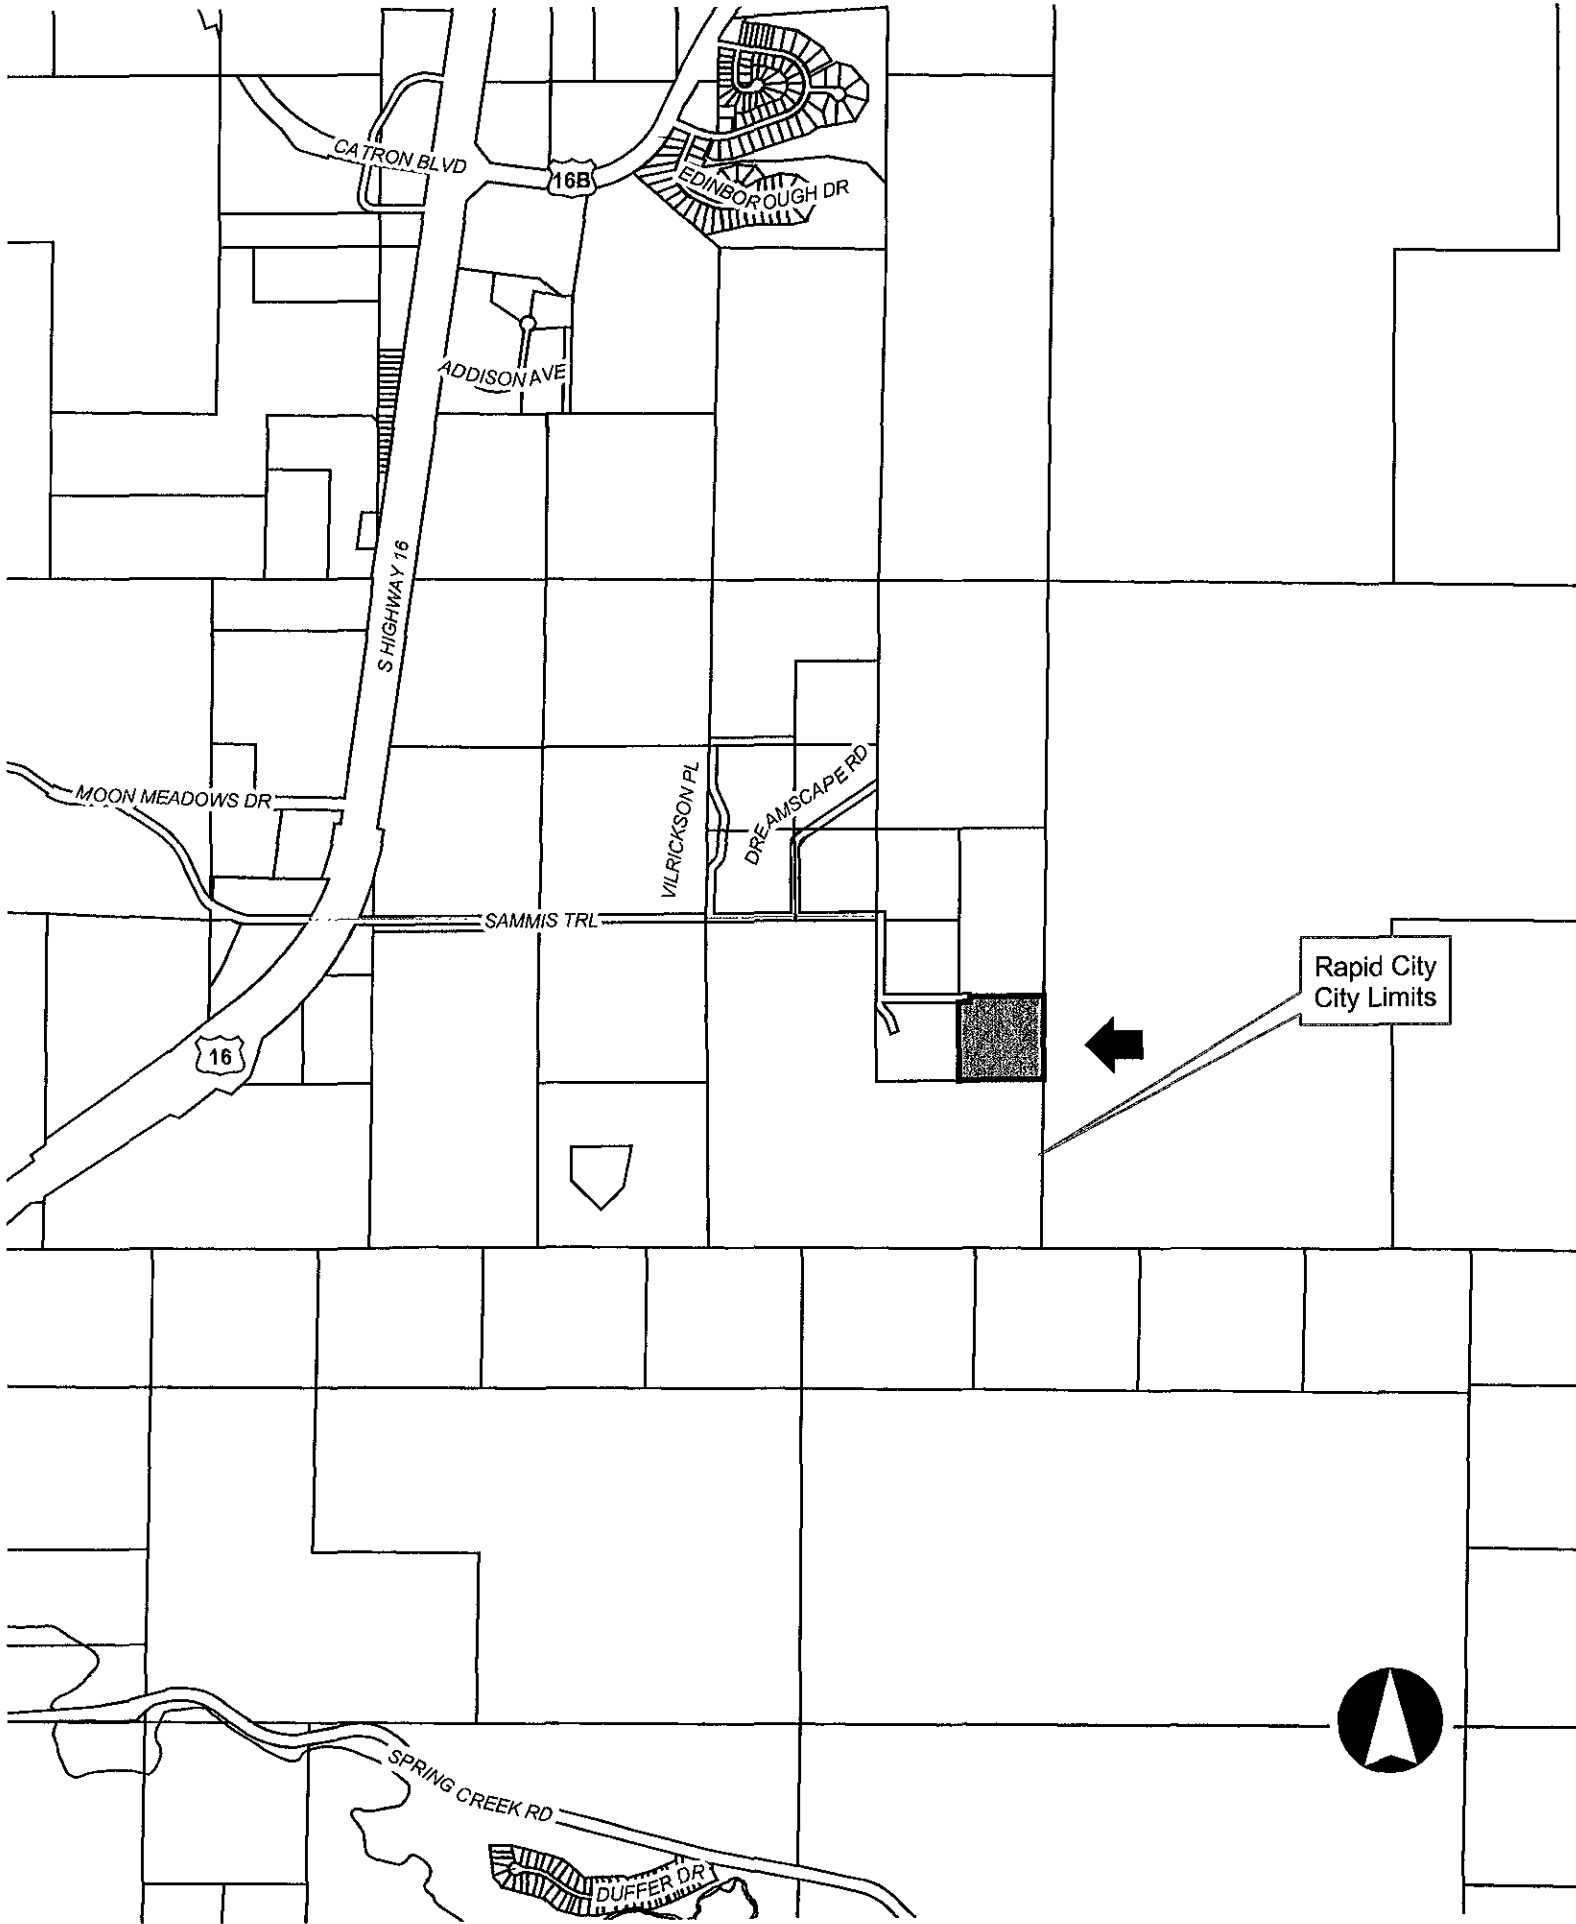 CATRON BLVD
16B
EDINBOROUGH DR
ADDISON AVE
S HIGHWAY 16
MOON MEADOWS DR
VILRICKSON PL
DREAMSCAPE RD
SAMMIS TRL
Rapid City
City Limits
16
SPRING CREEK RD
DUFFER DR